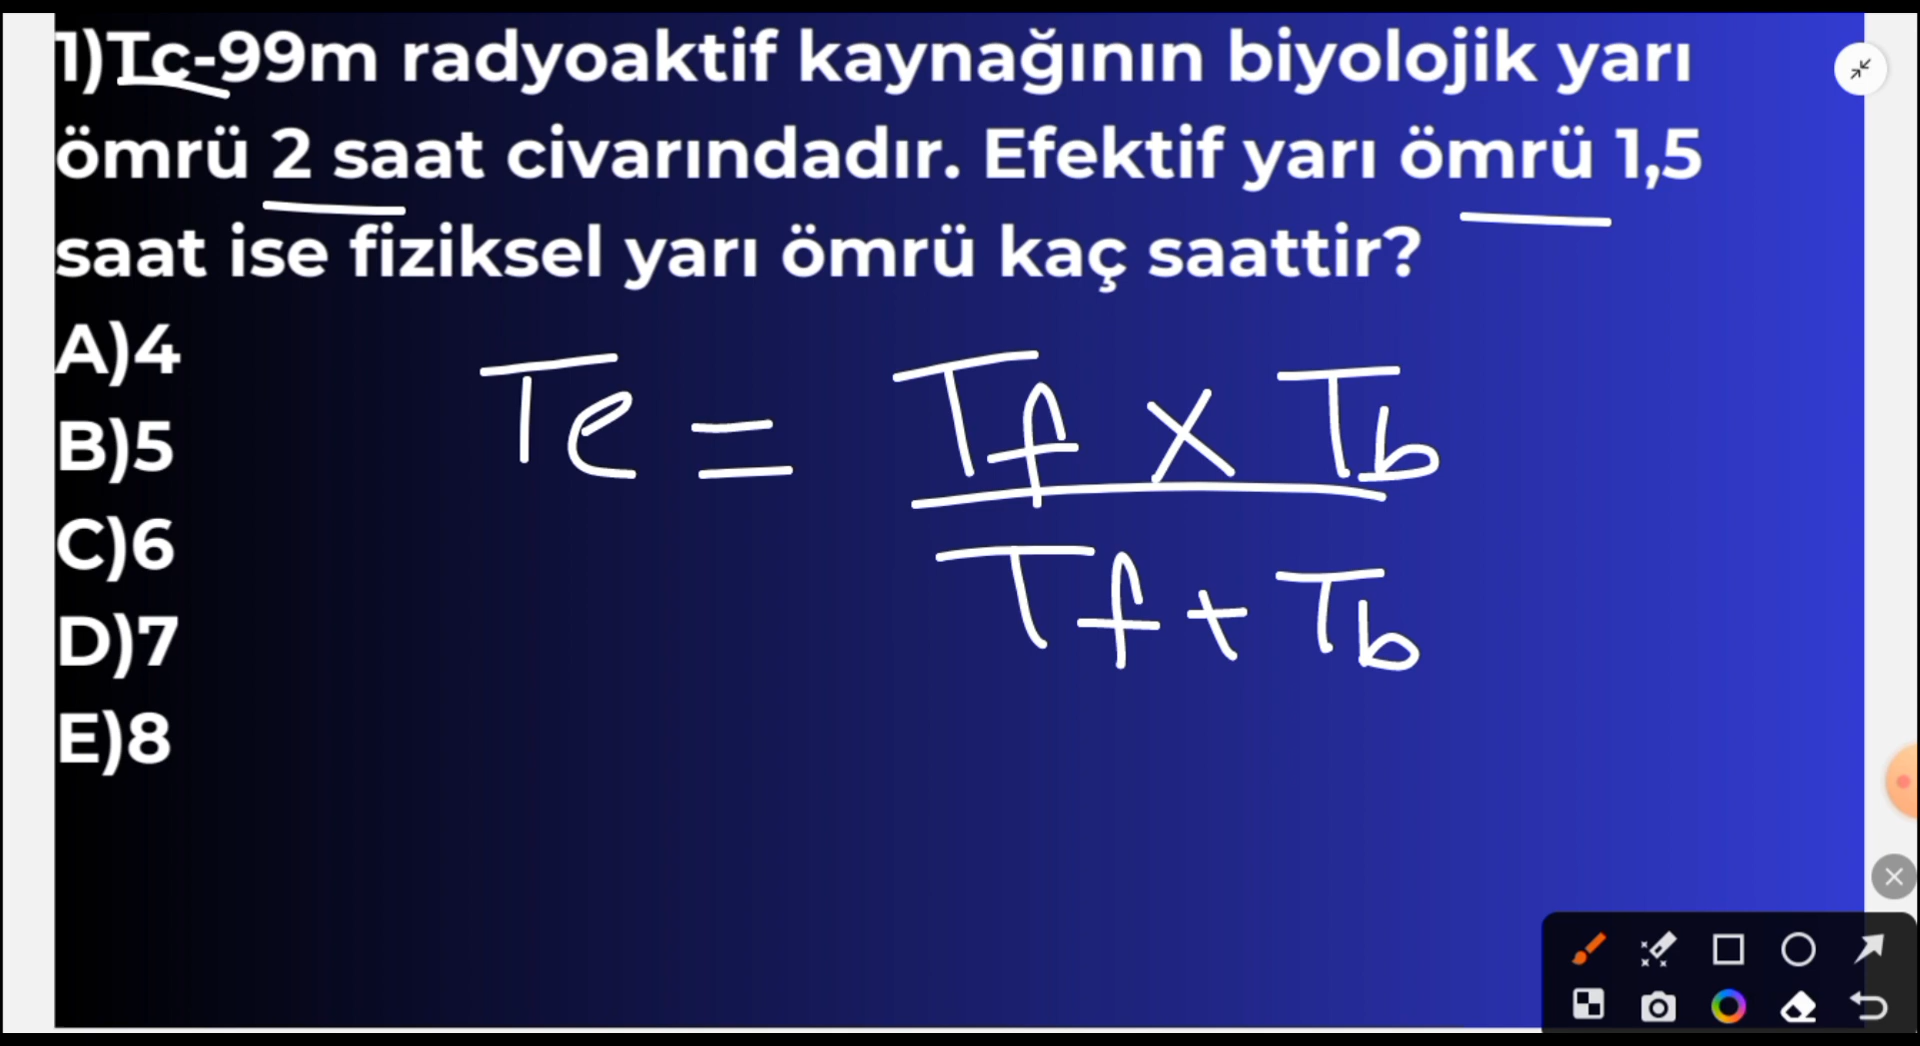 1)Tc-99m radyoaktif kaynağının biyolojik yarı
ömrü 2 saat civarındadır. Efektif yarı ömrü 1,5
saat ise fiziksel yarı ömrü kaç saattir?
A)4
B)5
C)6
D)7
E)8
Te = Tf x Tb
Tf + Tb